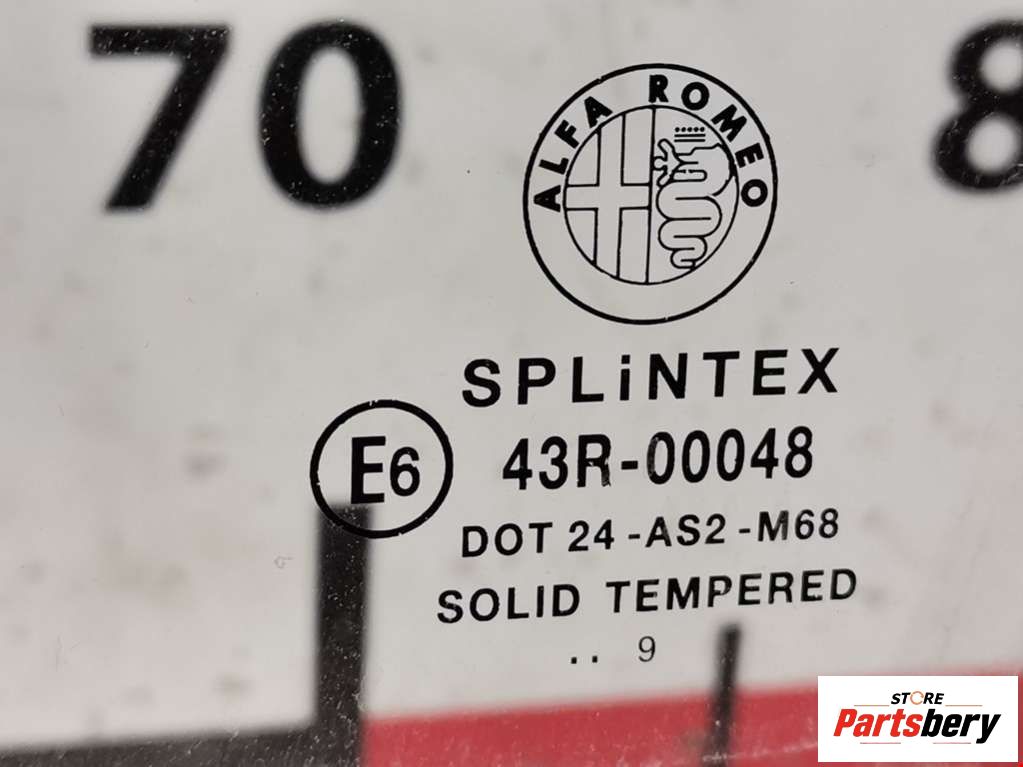 70
8
ALFA ROMEO
SPLiNTEX
E6
43R-00048
DOT 24 -AS2 -M68
SOLID TEMPERED
.. 9
STORE
Partsbery